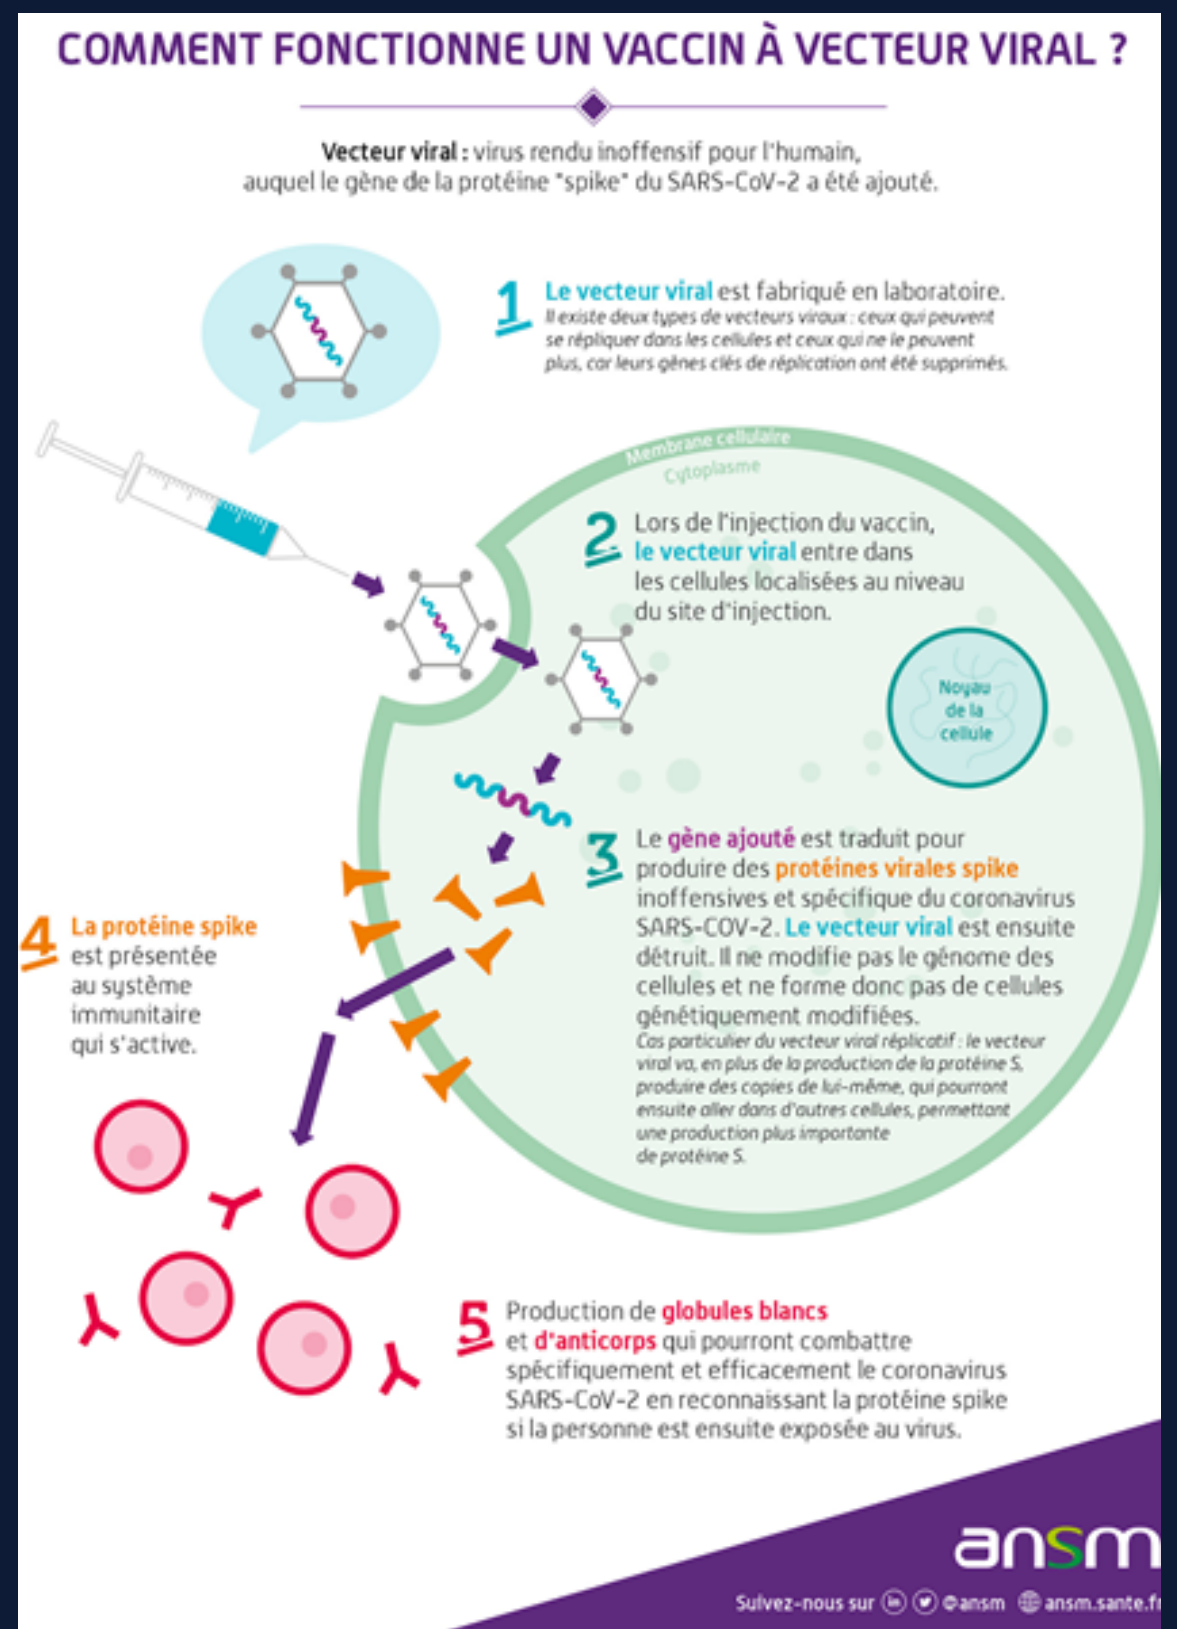 COMMENT FONCTIONNE UN VACCIN À VECTEUR VIRAL ?
Vecteur viral : virus rendu inoffensif pour l'humain,
auquel le gène de la protéine "spike" du SARS-CoV-2 a été ajouté.
1 Le vecteur viral est fabriqué en laboratoire.
Il existe deux types de vecteurs viraux : ceux qui peuvent
se répliquer dans les cellules et ceux qui ne le peuvent
plus, car leurs gènes clés de réplication ont été supprimés.
Membrane cellulaire
Cytoplasme
2 Lors de l'injection du vaccin,
le vecteur viral entre dans
les cellules localisées au niveau
du site d'injection.
Noyau
de la
cellule
3 Le gène ajouté est traduit pour
produire des protéines virales spike
inoffensives et spécifique du coronavirus
SARS-COV-2. Le vecteur viral est ensuite
détruit. Il ne modifie pas le génome des
cellules et ne forme donc pas de cellules
génétiquement modifiées.
Cas particulier du vecteur viral réplicatif : le vecteur
viral va, en plus de la production de la protéine S,
produire des copies de lui-même, qui pourront
ensuite aller dans d'autres cellules, permettant
une production plus importante
de protéine S.
4 La protéine spike
est présentée
au système
immunitaire
qui s'active.
5 Production de globules blancs
et d'anticorps qui pourront combattre
spécifiquement et efficacement le coronavirus
SARS-CoV-2 en reconnaissant la protéine spike
si la personne est ensuite exposée au virus.
ansm
Suivez-nous sur in @ansm ansm.sante.fr